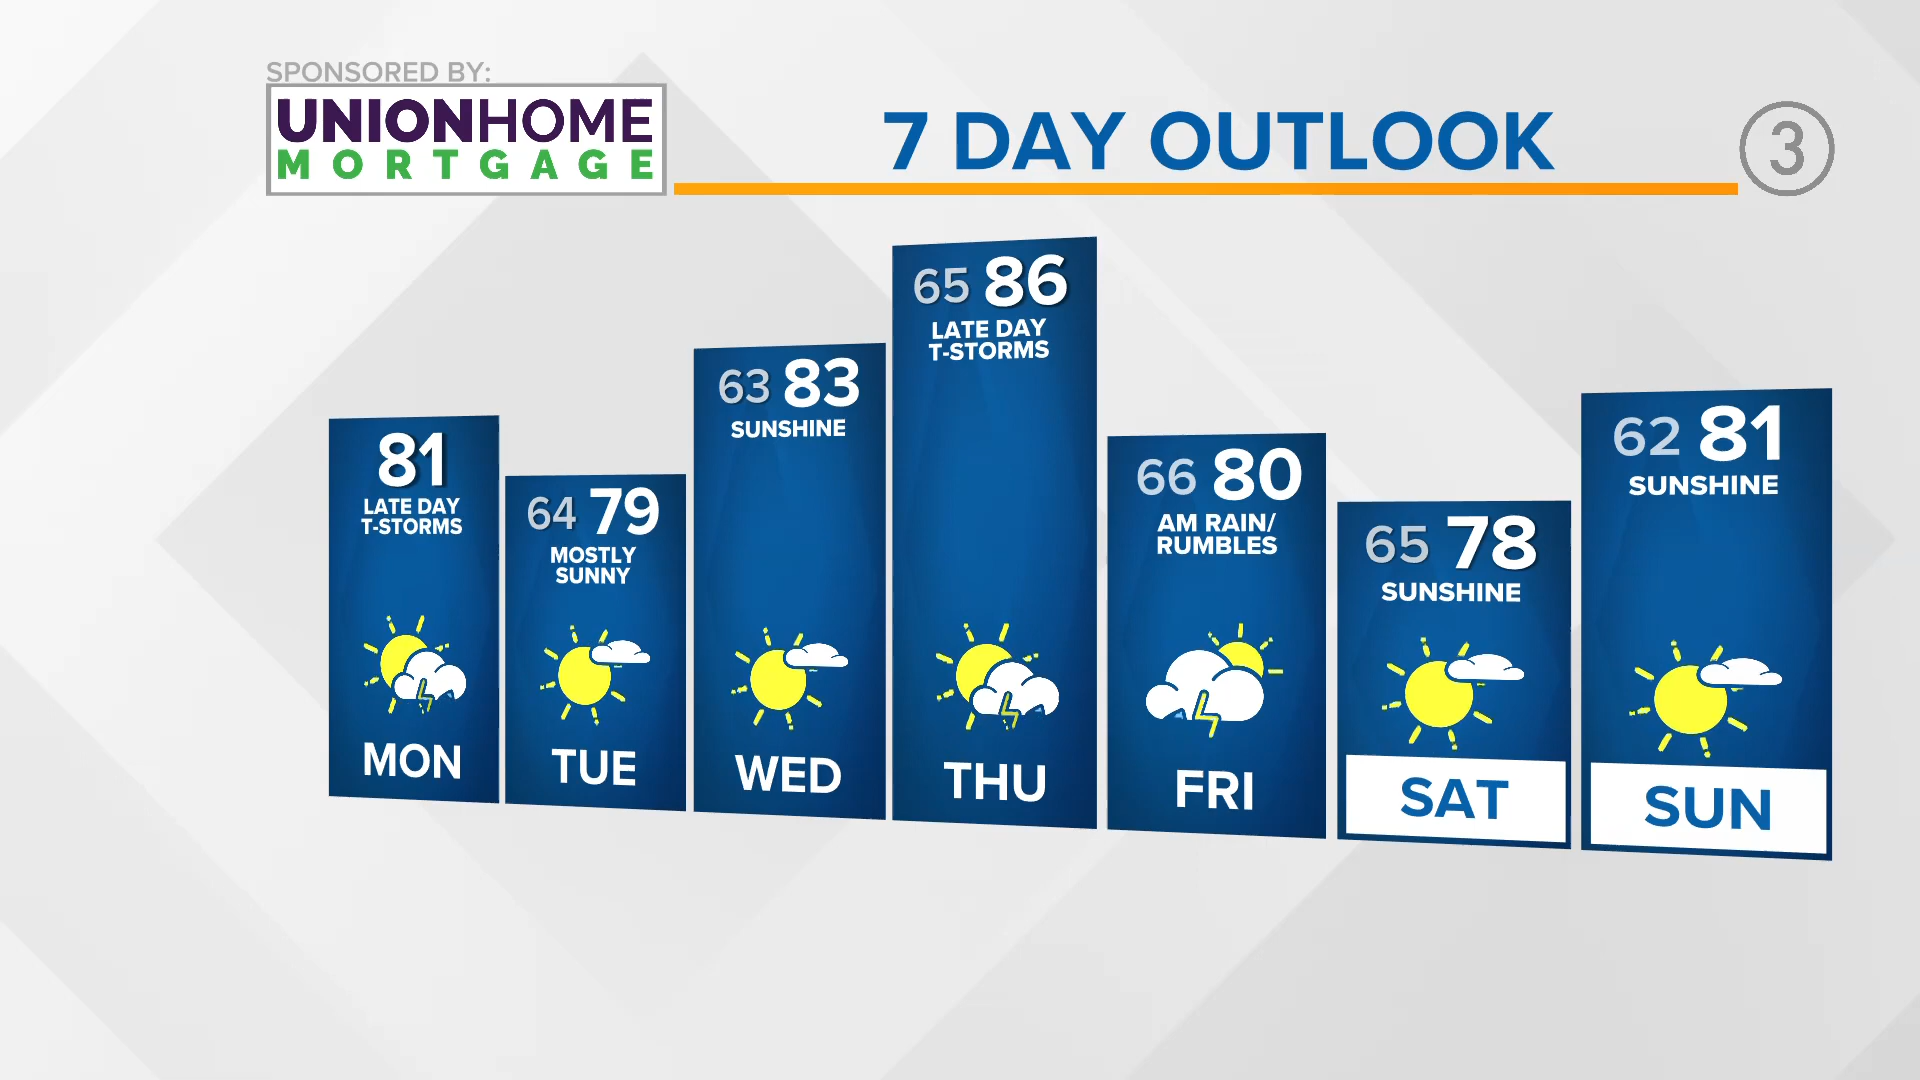 SPONSORED BY:
UNIONHOME
MORTGAGE
7 DAY OUTLOOK
3
81
LATE DAY
T-STORMS
MON
64 79
MOSTLY
SUNNY
TUE
63 83
SUNSHINE
WED
65 86
LATE DAY
T-STORMS
THU
66 80
AM RAIN/
RUMBLES
FRI
65 78
SUNSHINE
SAT
62 81
SUNSHINE
SUN